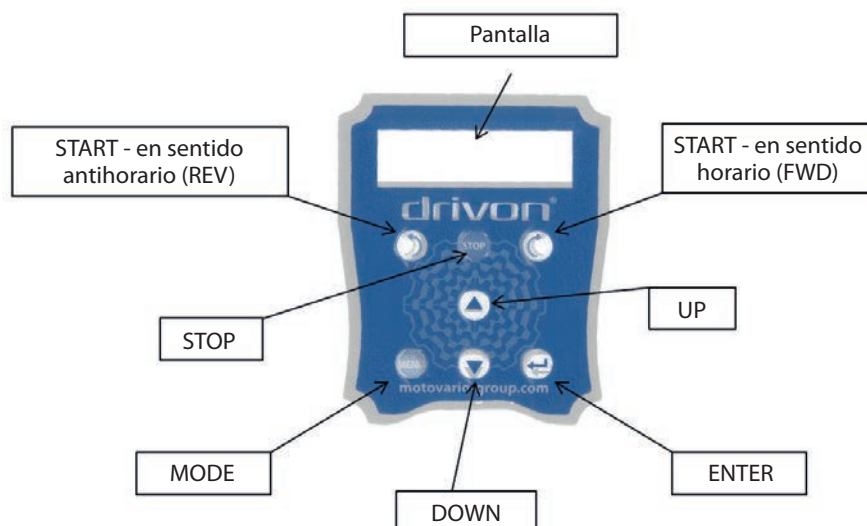 Pantalla
START - en sentido
antihorario (REV)
START - en sentido
horario (FWD)
drivon®
STOP
UP
STOP
motovariogroup.com
MODE
ENTER
DOWN